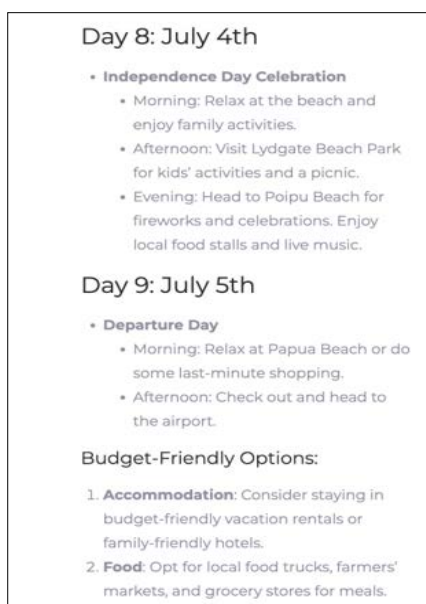 Day 8: July 4th
• Independence Day Celebration
• Morning: Relax at the beach and
enjoy family activities.
• Afternoon: Visit Lydgate Beach Park
for kids' activities and a picnic.
• Evening: Head to Poipu Beach for
fireworks and celebrations. Enjoy
local food stalls and live music.
Day 9: July 5th
• Departure Day
• Morning: Relax at Papua Beach or do
some last-minute shopping.
• Afternoon: Check out and head to
the airport.
Budget-Friendly Options:
1. Accommodation: Consider staying in
budget-friendly vacation rentals or
family-friendly hotels.
2. Food: Opt for local food trucks, farmers'
markets, and grocery stores for meals.